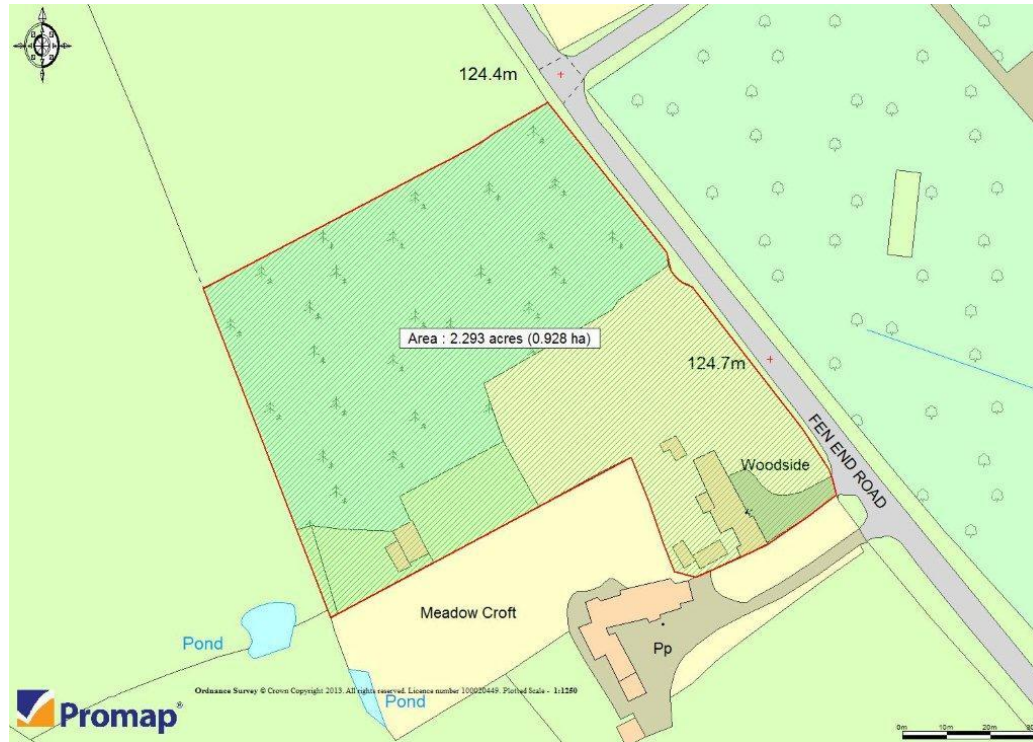 124.4m
Area : 2.293 acres (0.928 ha)
124.7m
FEN END ROAD
Woodside
Meadow Croft
Pp
Pond
Pond
Ordnance Survey © Crown Copyright 2013. All rights reserved. Licence number 100020449. Plotted Scale - 1:1250
Promap®
0m 10m 20m